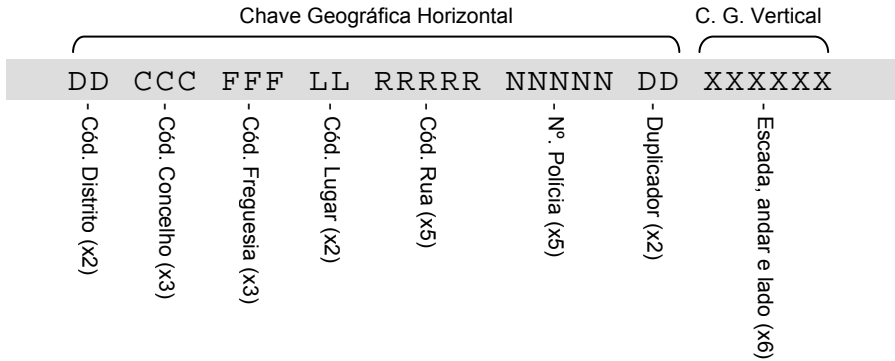 Chave Geográfica Horizontal
C. G. Vertical
DD CCC FFF LL RRRRR NNNNN DD XXXXXX
- Cód. Distrito (x2)
- Cód. Concelho (x3)
- Cód. Freguesia (x3)
- Cód. Lugar (x2)
- Cód. Rua (x5)
- Nº. Polícia (x5)
- Duplicador (x2)
- Escada, andar e lado (x6)